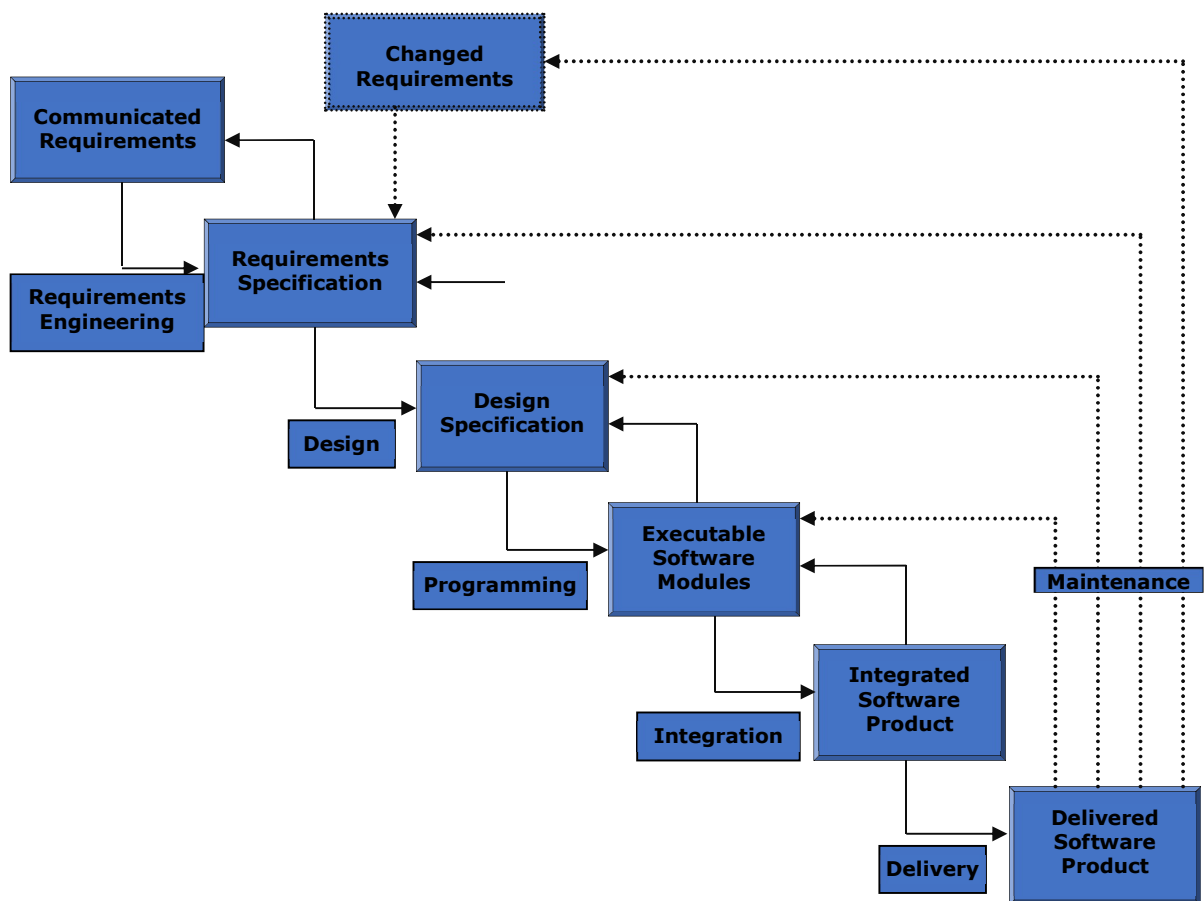 Changed
Requirements
Communicated
Requirements
Requirements
Specification
Requirements
Engineering
Design
Specification
Design
Executable
Software
Modules
Programming
Maintenance
Integrated
Software
Product
Integration
Delivered
Software
Product
Delivery